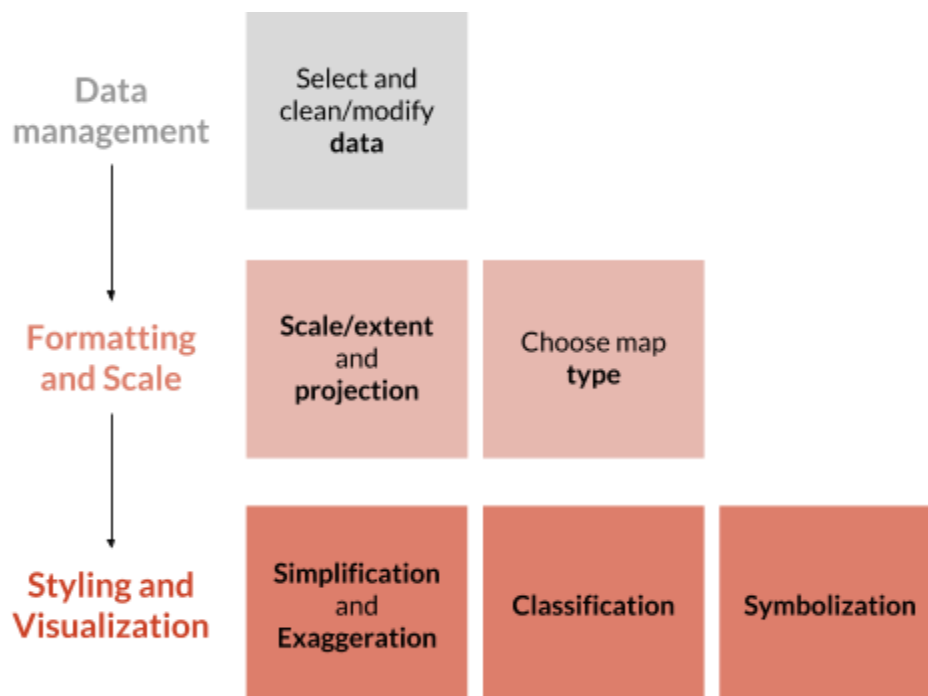 Data
management
Select and
clean/modify
data
Formatting
and Scale
Scale/extent
and
projection
Choose map
type
Styling and
Visualization
Simplification
and
Exaggeration
Classification
Symbolization